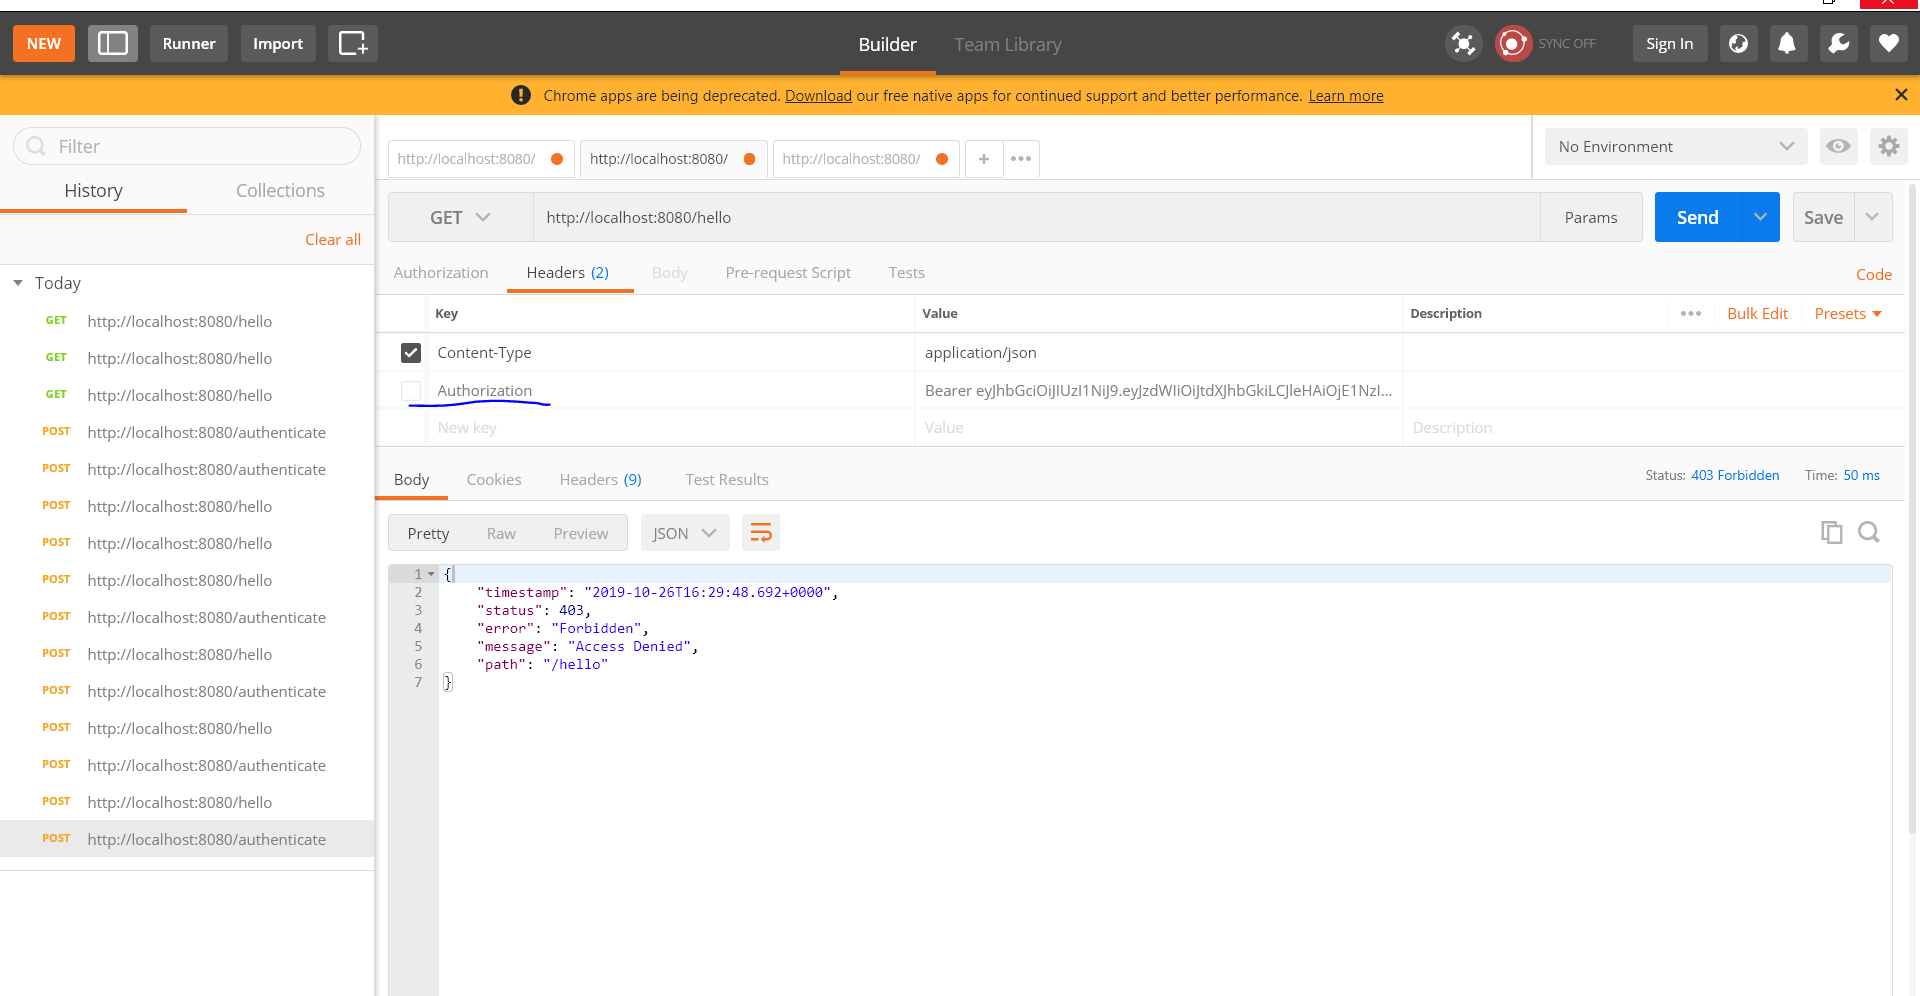 NEW
Runner
Import
Builder
Team Library
SYNC OFF
Sign In
Chrome apps are being deprecated. Download our free native apps for continued support and better performance. Learn more
Filter
History
Collections
Clear all
Today
GET http://localhost:8080/hello
GET http://localhost:8080/hello
GET http://localhost:8080/hello
POST http://localhost:8080/authenticate
POST http://localhost:8080/authenticate
POST http://localhost:8080/hello
POST http://localhost:8080/hello
POST http://localhost:8080/hello
POST http://localhost:8080/authenticate
POST http://localhost:8080/hello
POST http://localhost:8080/authenticate
POST http://localhost:8080/hello
POST http://localhost:8080/authenticate
POST http://localhost:8080/hello
POST http://localhost:8080/authenticate
http://localhost:8080/
http://localhost:8080/
http://localhost:8080/
+
•••
No Environment
GET
http://localhost:8080/hello
Params
Send
Save
Authorization
Headers (2)
Body
Pre-request Script
Tests
Code
Key Value Description ••• Bulk Edit Presets
Content-Type application/json
Authorization Bearer eyJhbGciOiJIUzI1NiJ9.eyJzdWIiOiJtdXJhbGkiLCJleHAiOjE1NzI...
New key Value Description
Body
Cookies
Headers (9)
Test Results
Status: 403 Forbidden
Time: 50 ms
Pretty
Raw
Preview
JSON
1 {
2 "timestamp": "2019-10-26T16:29:48.692+0000",
3 "status": 403,
4 "error": "Forbidden",
5 "message": "Access Denied",
6 "path": "/hello"
7 }